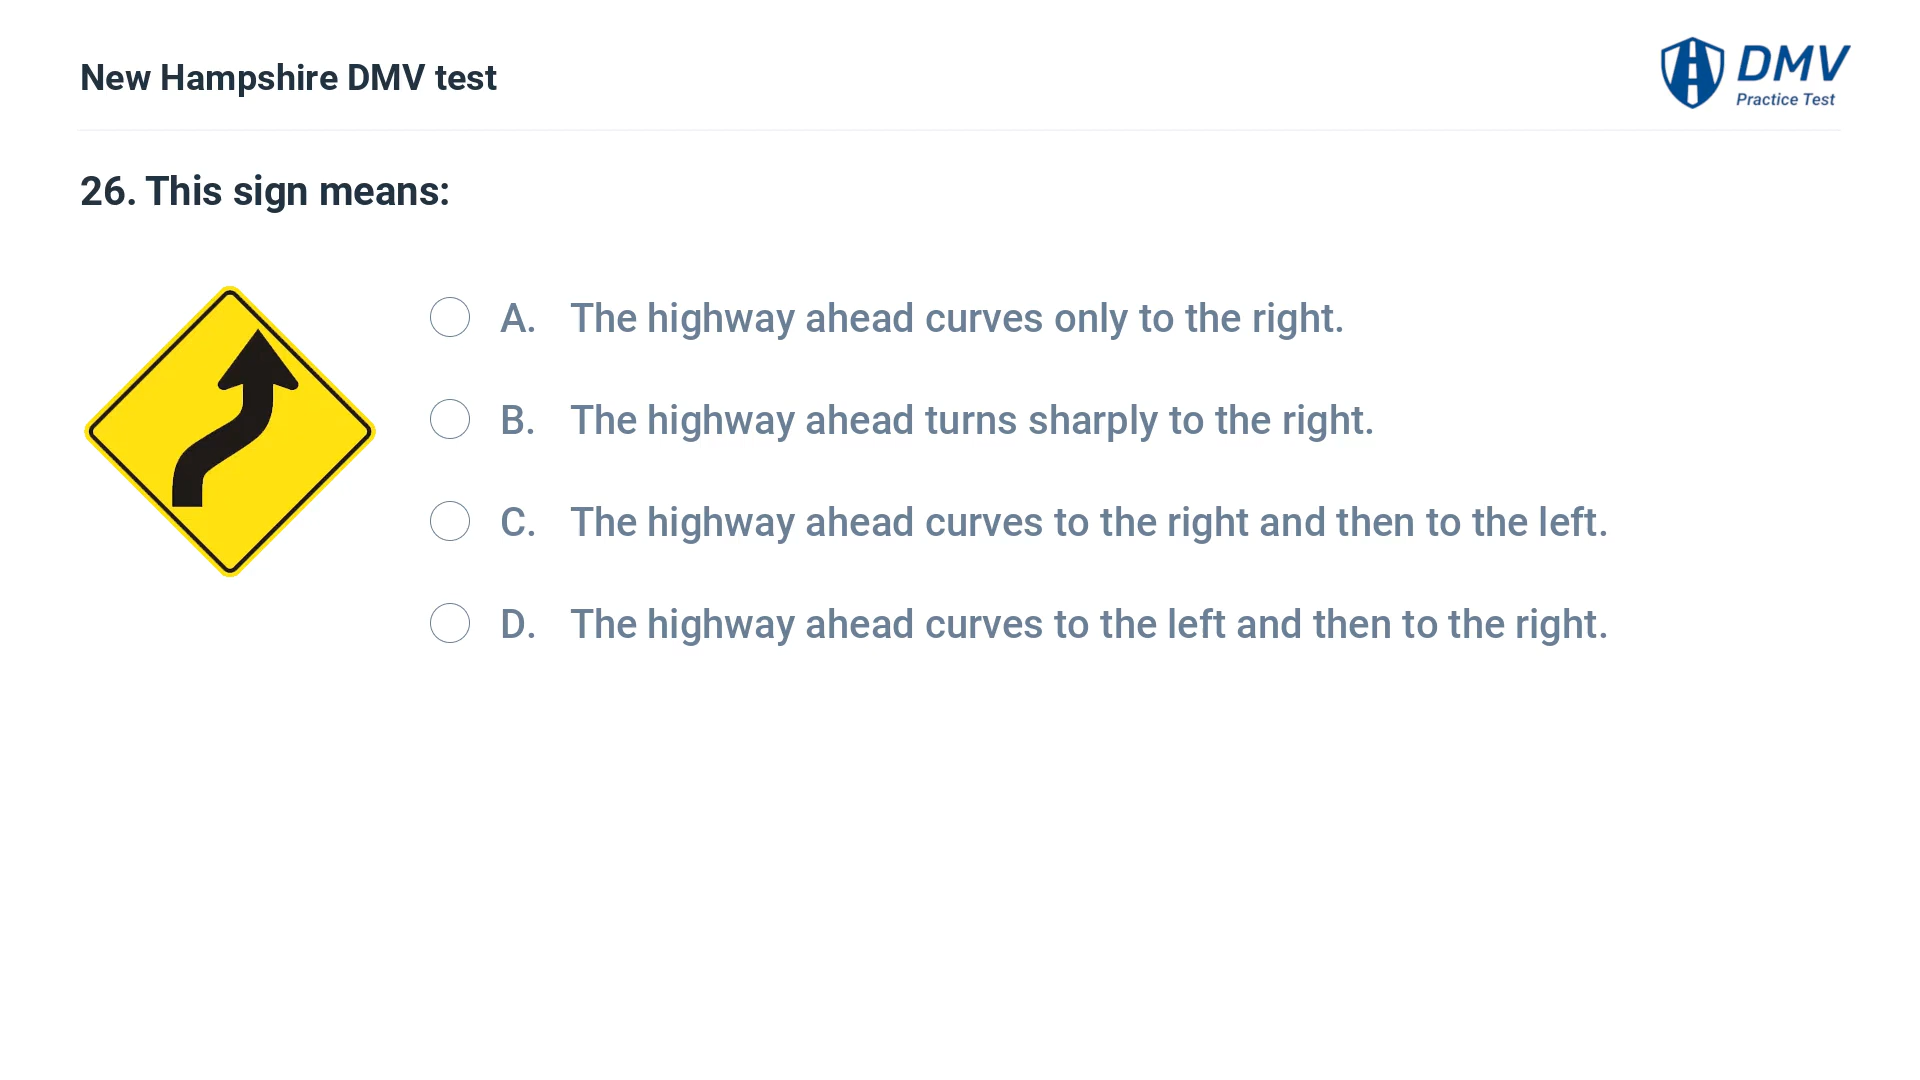 New Hampshire DMV test
DMV
Practice Test
26. This sign means:
A. The highway ahead curves only to the right.
B. The highway ahead turns sharply to the right.
C. The highway ahead curves to the right and then to the left.
D. The highway ahead curves to the left and then to the right.